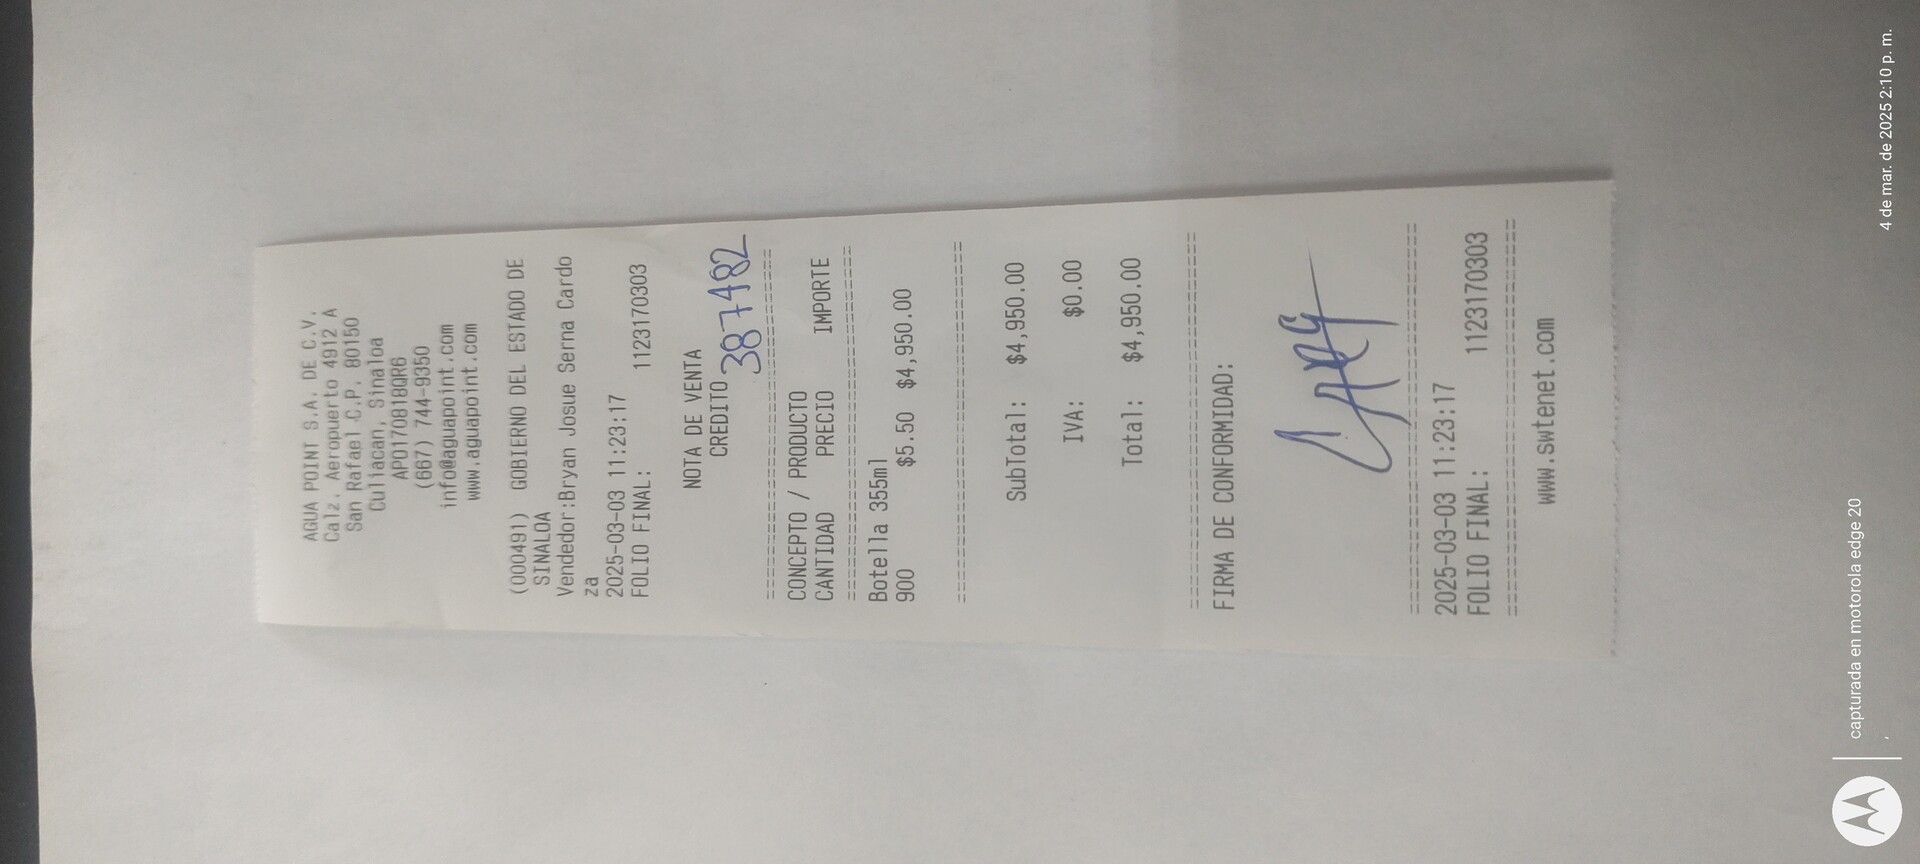 AGUA POINT S.A. DE C.V.
Calz. Aeropuerto 4912 A
San Rafael C.P. 80150
Culiacan, Sinaloa
APO170818QR6
(667) 744-9350
info@aguapoint.com
www.aguapoint.com
(000491) GOBIERNO DEL ESTADO DE
SINALOA
Vendedor:Bryan Josue Serna Cardo
za
2025-03-03 11:23:17
FOLIO FINAL: 1123170303
NOTA DE VENTA
CREDITO
387482
================================
CONCEPTO / PRODUCTO
CANTIDAD PRECIO IMPORTE
================================
Botella 355ml
900 $5.50 $4,950.00
================================
SubTotal: $4,950.00
IVA: $0.00
Total: $4,950.00
================================
FIRMA DE CONFORMIDAD:
================================
2025-03-03 11:23:17
FOLIO FINAL: 1123170303
================================
www.swtenet.com
capturada en motorola edge 20
,
4 de mar. de 2025 2:10 p. m.